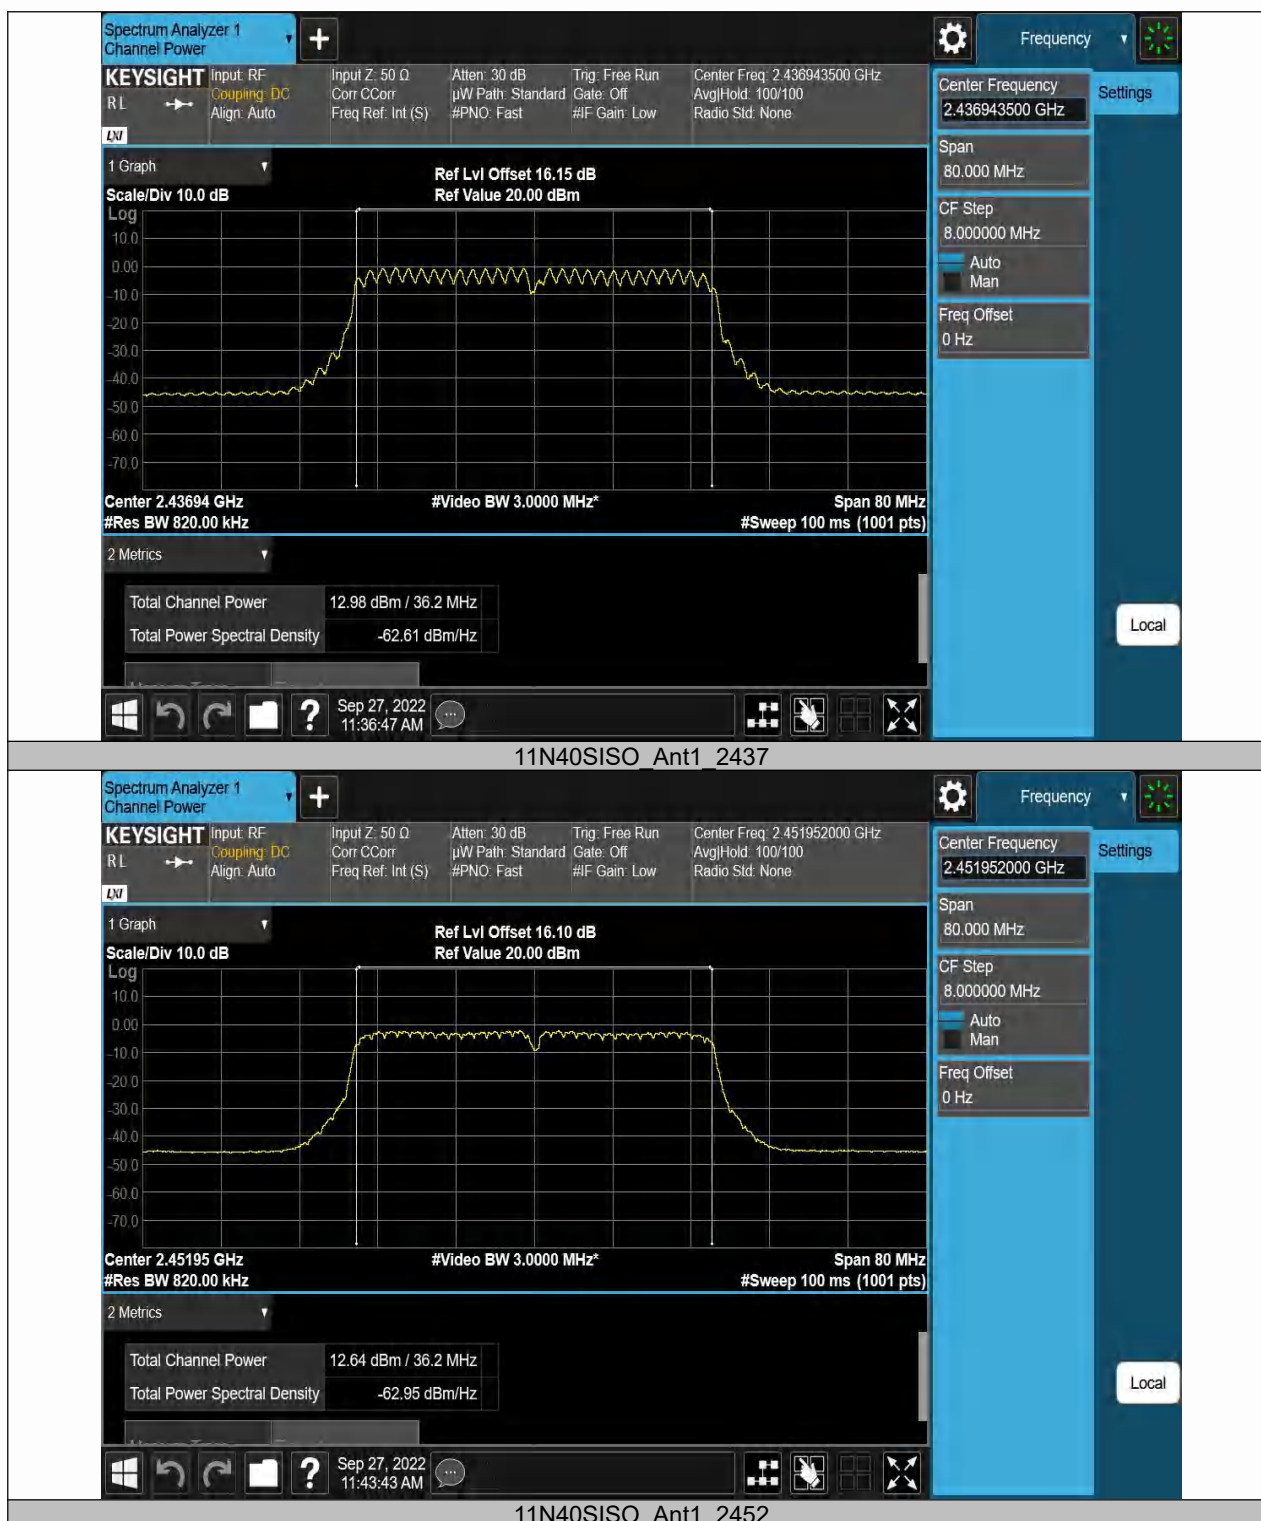 Spectrum Analyzer 1
Channel Power
Frequency
KEYSIGHT
R L
LXI
Input: RF
Coupling: DC
Align: Auto
Input Z: 50 Ω
Corr CCorr
Freq Ref: Int (S)
Atten: 30 dB
µW Path: Standard
#PNO: Fast
Trig: Free Run
Gate: Off
#IF Gain: Low
Center Freq: 2.436943500 GHz
Avg|Hold: 100/100
Radio Std: None
Center Frequency
2.436943500 GHz
Settings
Span
80.000 MHz
CF Step
8.000000 MHz
Auto
Man
Freq Offset
0 Hz
1 Graph
Scale/Div 10.0 dB
Ref Lvl Offset 16.15 dB
Ref Value 20.00 dBm
Log
10.0
0.00
-10.0
-20.0
-30.0
-40.0
-50.0
-60.0
-70.0
Center 2.43694 GHz
#Res BW 820.00 kHz
#Video BW 3.0000 MHz*
Span 80 MHz
#Sweep 100 ms (1001 pts)
2 Metrics
Total Channel Power 12.98 dBm / 36.2 MHz
Total Power Spectral Density -62.61 dBm/Hz
Local
?
Sep 27, 2022
11:36:47 AM
11N40SISO_Ant1_2437
Spectrum Analyzer 1
Channel Power
Frequency
KEYSIGHT
R L
LXI
Input: RF
Coupling: DC
Align: Auto
Input Z: 50 Ω
Corr CCorr
Freq Ref: Int (S)
Atten: 30 dB
µW Path: Standard
#PNO: Fast
Trig: Free Run
Gate: Off
#IF Gain: Low
Center Freq: 2.451952000 GHz
Avg|Hold: 100/100
Radio Std: None
Center Frequency
2.451952000 GHz
Settings
Span
80.000 MHz
CF Step
8.000000 MHz
Auto
Man
Freq Offset
0 Hz
1 Graph
Scale/Div 10.0 dB
Ref Lvl Offset 16.10 dB
Ref Value 20.00 dBm
Log
10.0
0.00
-10.0
-20.0
-30.0
-40.0
-50.0
-60.0
-70.0
Center 2.45195 GHz
#Res BW 820.00 kHz
#Video BW 3.0000 MHz*
Span 80 MHz
#Sweep 100 ms (1001 pts)
2 Metrics
Total Channel Power 12.64 dBm / 36.2 MHz
Total Power Spectral Density -62.95 dBm/Hz
Local
?
Sep 27, 2022
11:43:43 AM
11N40SISO_Ant1_2452